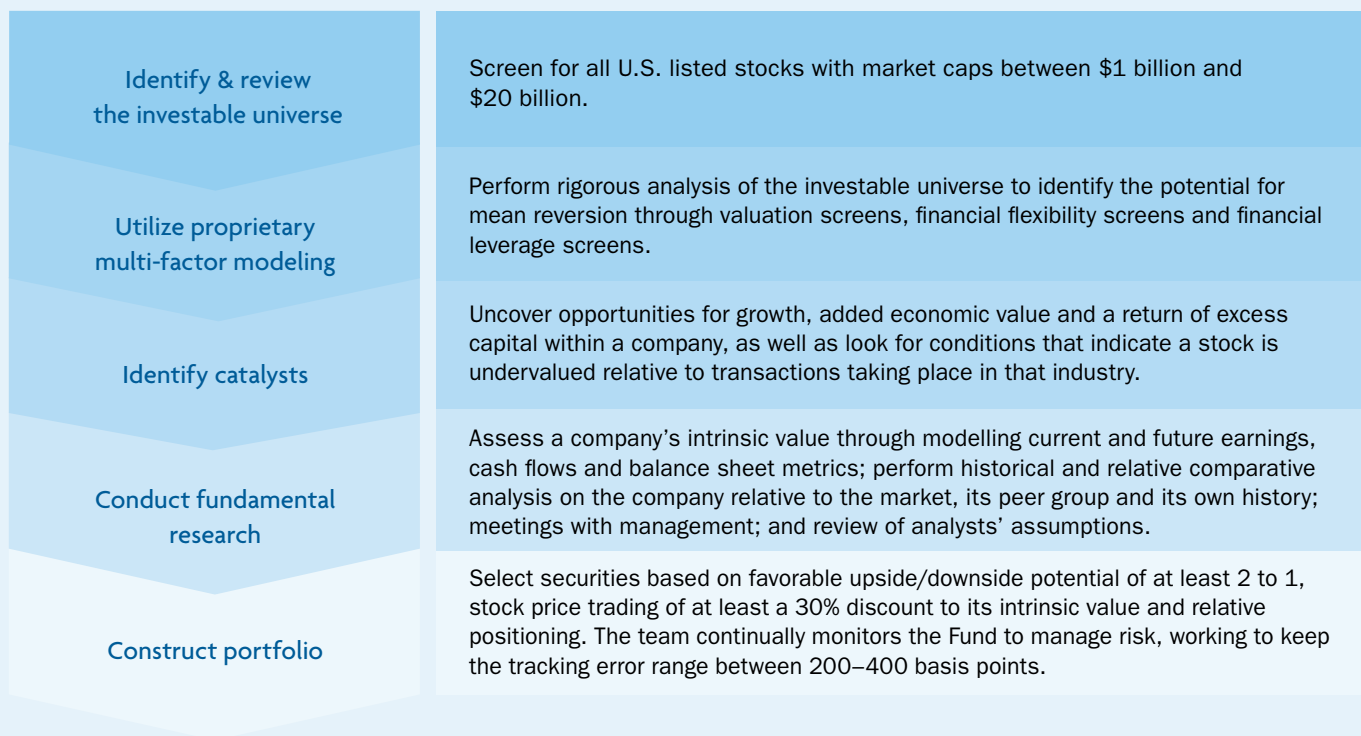 Identify & review
the investable universe
Screen for all U.S. listed stocks with market caps between $1 billion and
$20 billion.
Utilize proprietary
multi-factor modeling
Perform rigorous analysis of the investable universe to identify the potential for
mean reversion through valuation screens, financial flexibility screens and financial
leverage screens.
Identify catalysts
Uncover opportunities for growth, added economic value and a return of excess
capital within a company, as well as look for conditions that indicate a stock is
undervalued relative to transactions taking place in that industry.
Conduct fundamental
research
Assess a company’s intrinsic value through modelling current and future earnings,
cash flows and balance sheet metrics; perform historical and relative comparative
analysis on the company relative to the market, its peer group and its own history;
meetings with management; and review of analysts’ assumptions.
Construct portfolio
Select securities based on favorable upside/downside potential of at least 2 to 1,
stock price trading of at least a 30% discount to its intrinsic value and relative
positioning. The team continually monitors the Fund to manage risk, working to keep
the tracking error range between 200–400 basis points.